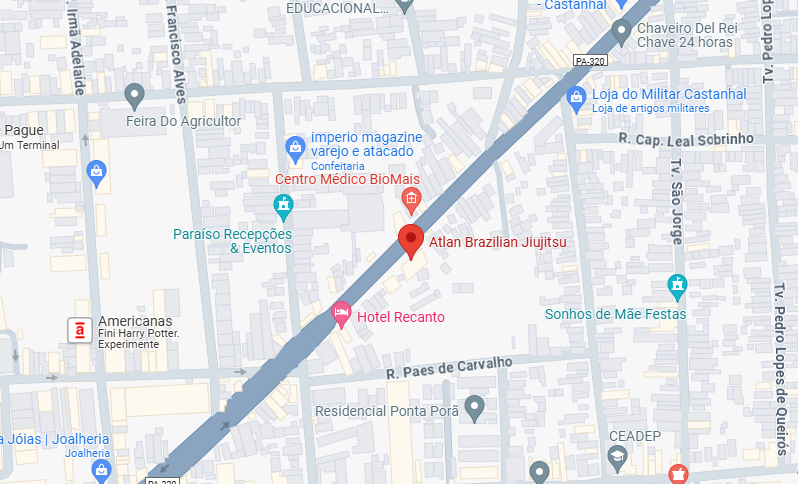 EDUCACIONAL...
- Castanhal
Chaveiro Del Rei
Chave 24 horas
Tv. Pedro Lop
Irmã Adelaide
Francisco Alves
PA-320
Loja do Militar Castanhal
Loja de artigos militares
Feira Do Agricultor
Pague
Um Terminal
imperio magazine
varejo e atacado
Confeitaria
R. Cap. Leal Sobrinho
Centro Médico BioMais
Tv. São Jorge
Paraíso Recepções
& Eventos
Atlan Brazilian Jiujitsu
Sonhos de Mãe Festas
Tv. Pedro Lopes de Queirós
Americanas
Fini Harry Potter.
Experimente
Hotel Recanto
R. Paes de Carvalho
Residencial Ponta Porã
CEADEP
a Jóias | Joalheria
Joalheria
PA-320